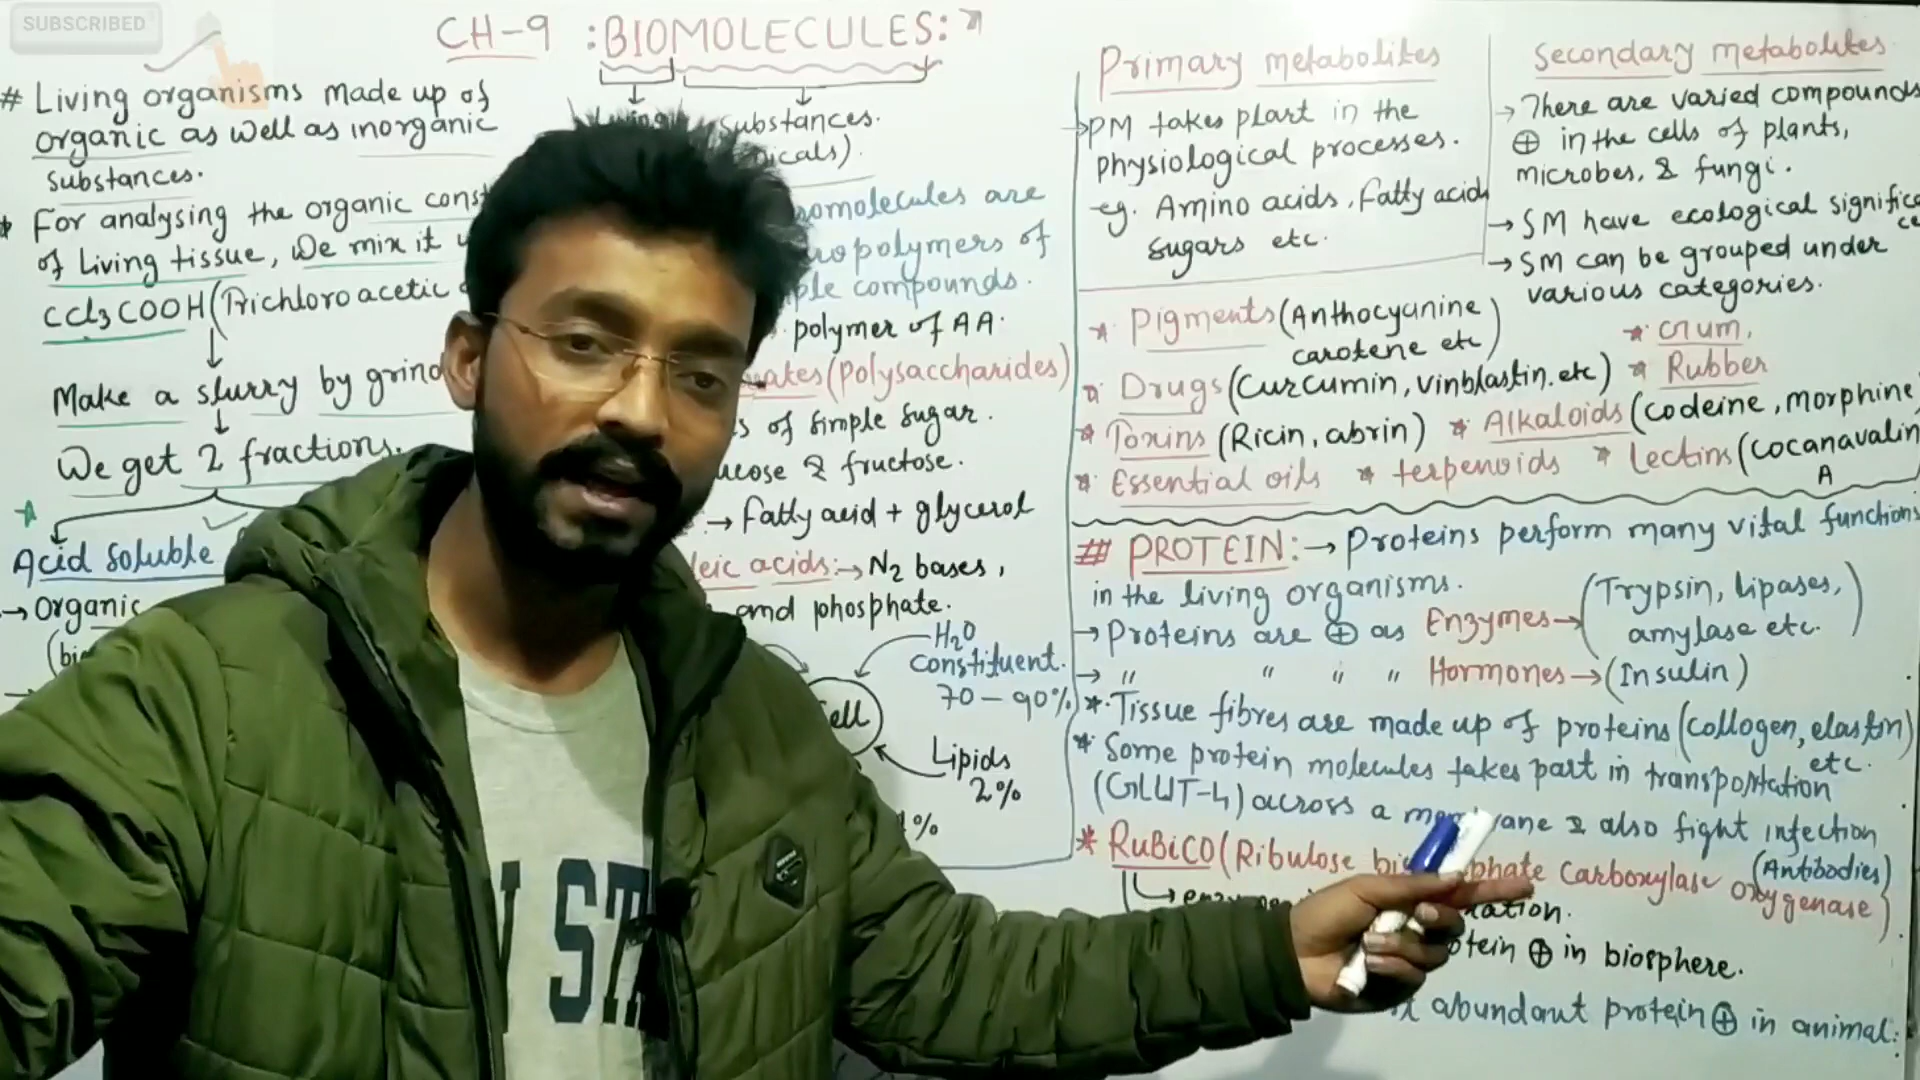 SUBSCRIBED
CH-9 :BIOMOLECULES:
# Living organisms made up of
organic as well as inorganic
substances.
* For analysing the organic
of living tissue, We mix it
CCl3COOH (Trichloro acetic
Make a slurry by
We get 2 fractions.
Acid soluble
→ Organic
substances.
are
of
compounds.
polymer of AA.
(Polysaccharides)
of simple sugar.
& fructose.
→ Fatty acid + glycerol
acids:→ N2 bases,
and phosphate.
H2O
constituent.
70-90%
Lipids
2%
%
Primary metabolites
→PM takes plart in the
physiological processes.
eg. Amino acids, Fatty acids
sugars etc.
Secondary metabolites
→ There are varied compounds
⊕ in the cells of plants,
microbes, & fungi.
→ SM have ecological
→ SM can be grouped under
various categories.
* Pigments (Anthocyanine
carotene etc)
* Gum,
* Drugs (Curcumin, vinblastin.etc) * Rubber
* Toxins (Ricin, abrin) * Alkaloids (codeine, morphine
* Essential oils * terpenoids * Lectins (cocanavalin
A
# PROTEIN:→ Proteins perform many vital functions
in the living organisms.
→ Proteins are ⊕ as Enzymes→ (Trypsin, lipases,
amylase etc.)
→ " " " " Hormones→(Insulin)
*.Tissue fibres are made up of proteins (collogen, elastin)
etc.
* Some protein molecules takes part in transportation
(GLUT-4) across a & also fight infection
(Antibodies)
* RuBiCO (Ribulose Carboxylase oxygenase)
⊕ in biosphere.
abundant protein ⊕ in animal.
STA